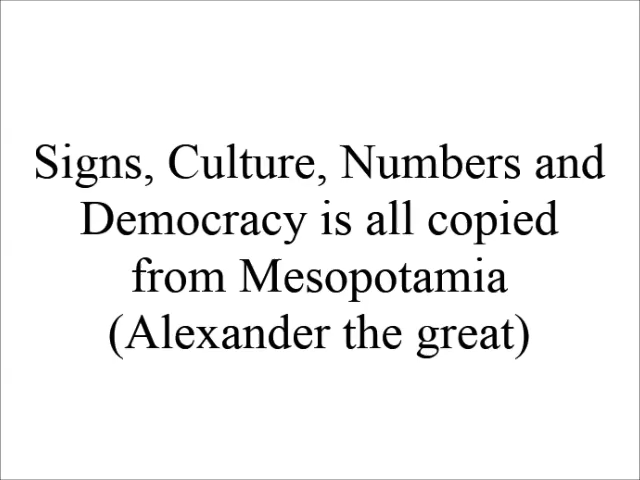 Signs, Culture, Numbers and
Democracy is all copied
from Mesopotamia
(Alexander the great)